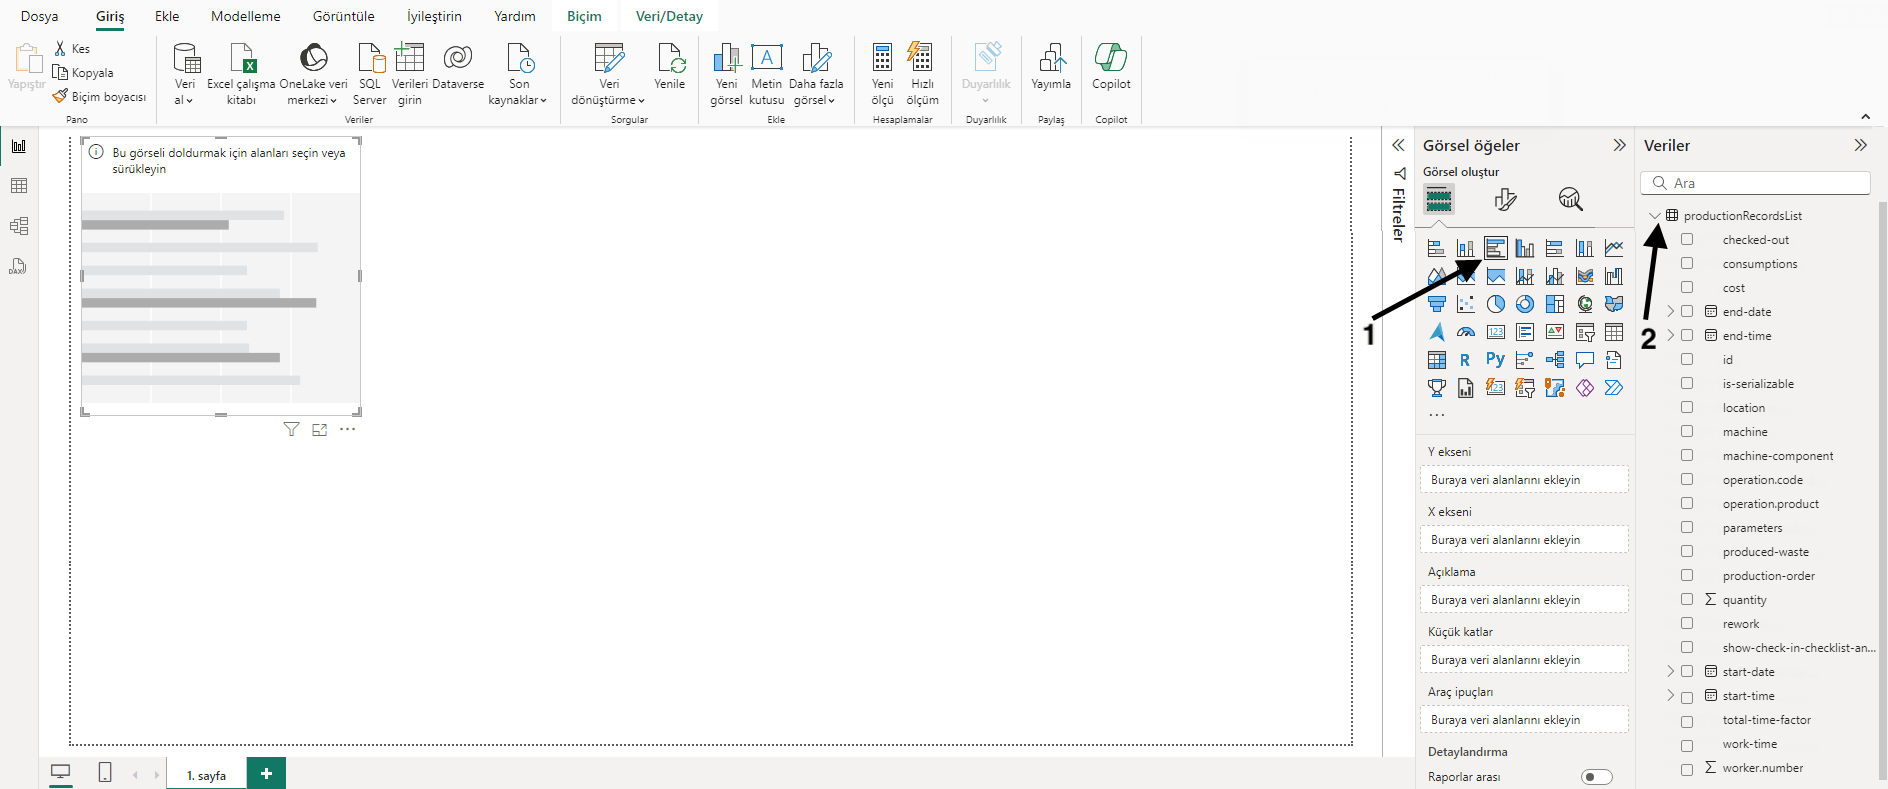 Dosya
Giriş
Ekle
Modelleme
Görüntüle
İyileştirin
Yardım
Biçim
Veri/Detay
Yapıştır
Kes
Kopyala
Biçim boyacısı
Pano
Veri
al
Excel çalışma
kitabı
OneLake veri
merkezi
SQL
Server
Verileri
girin
Dataverse
Son
kaynaklar
Veriler
Veri
dönüştürme
Yenile
Sorgular
Yeni
görsel
Metin
kutusu
Daha fazla
görsel
Ekle
Yeni
ölçü
Hızlı
ölçüm
Hesaplamalar
Duyarlılık
Duyarlılık
Yayımla
Paylaş
Copilot
Copilot
Bu görseli doldurmak için alanları seçin veya
sürükleyin
Filtreler
Görsel öğeler
Görsel oluştur
1
R
Py
123
123
...
Y ekseni
Buraya veri alanlarını ekleyin
X ekseni
Buraya veri alanlarını ekleyin
Açıklama
Buraya veri alanlarını ekleyin
Küçük katlar
Buraya veri alanlarını ekleyin
Araç ipuçları
Buraya veri alanlarını ekleyin
Detaylandırma
Raporlar arası
Veriler
Ara
productionRecordsList
2
checked-out
consumptions
cost
end-date
end-time
id
is-serializable
location
machine
machine-component
operation.code
operation.product
parameters
produced-waste
production-order
quantity
rework
show-check-in-checklist-an...
start-date
start-time
total-time-factor
work-time
worker.number
DAX
1. sayfa